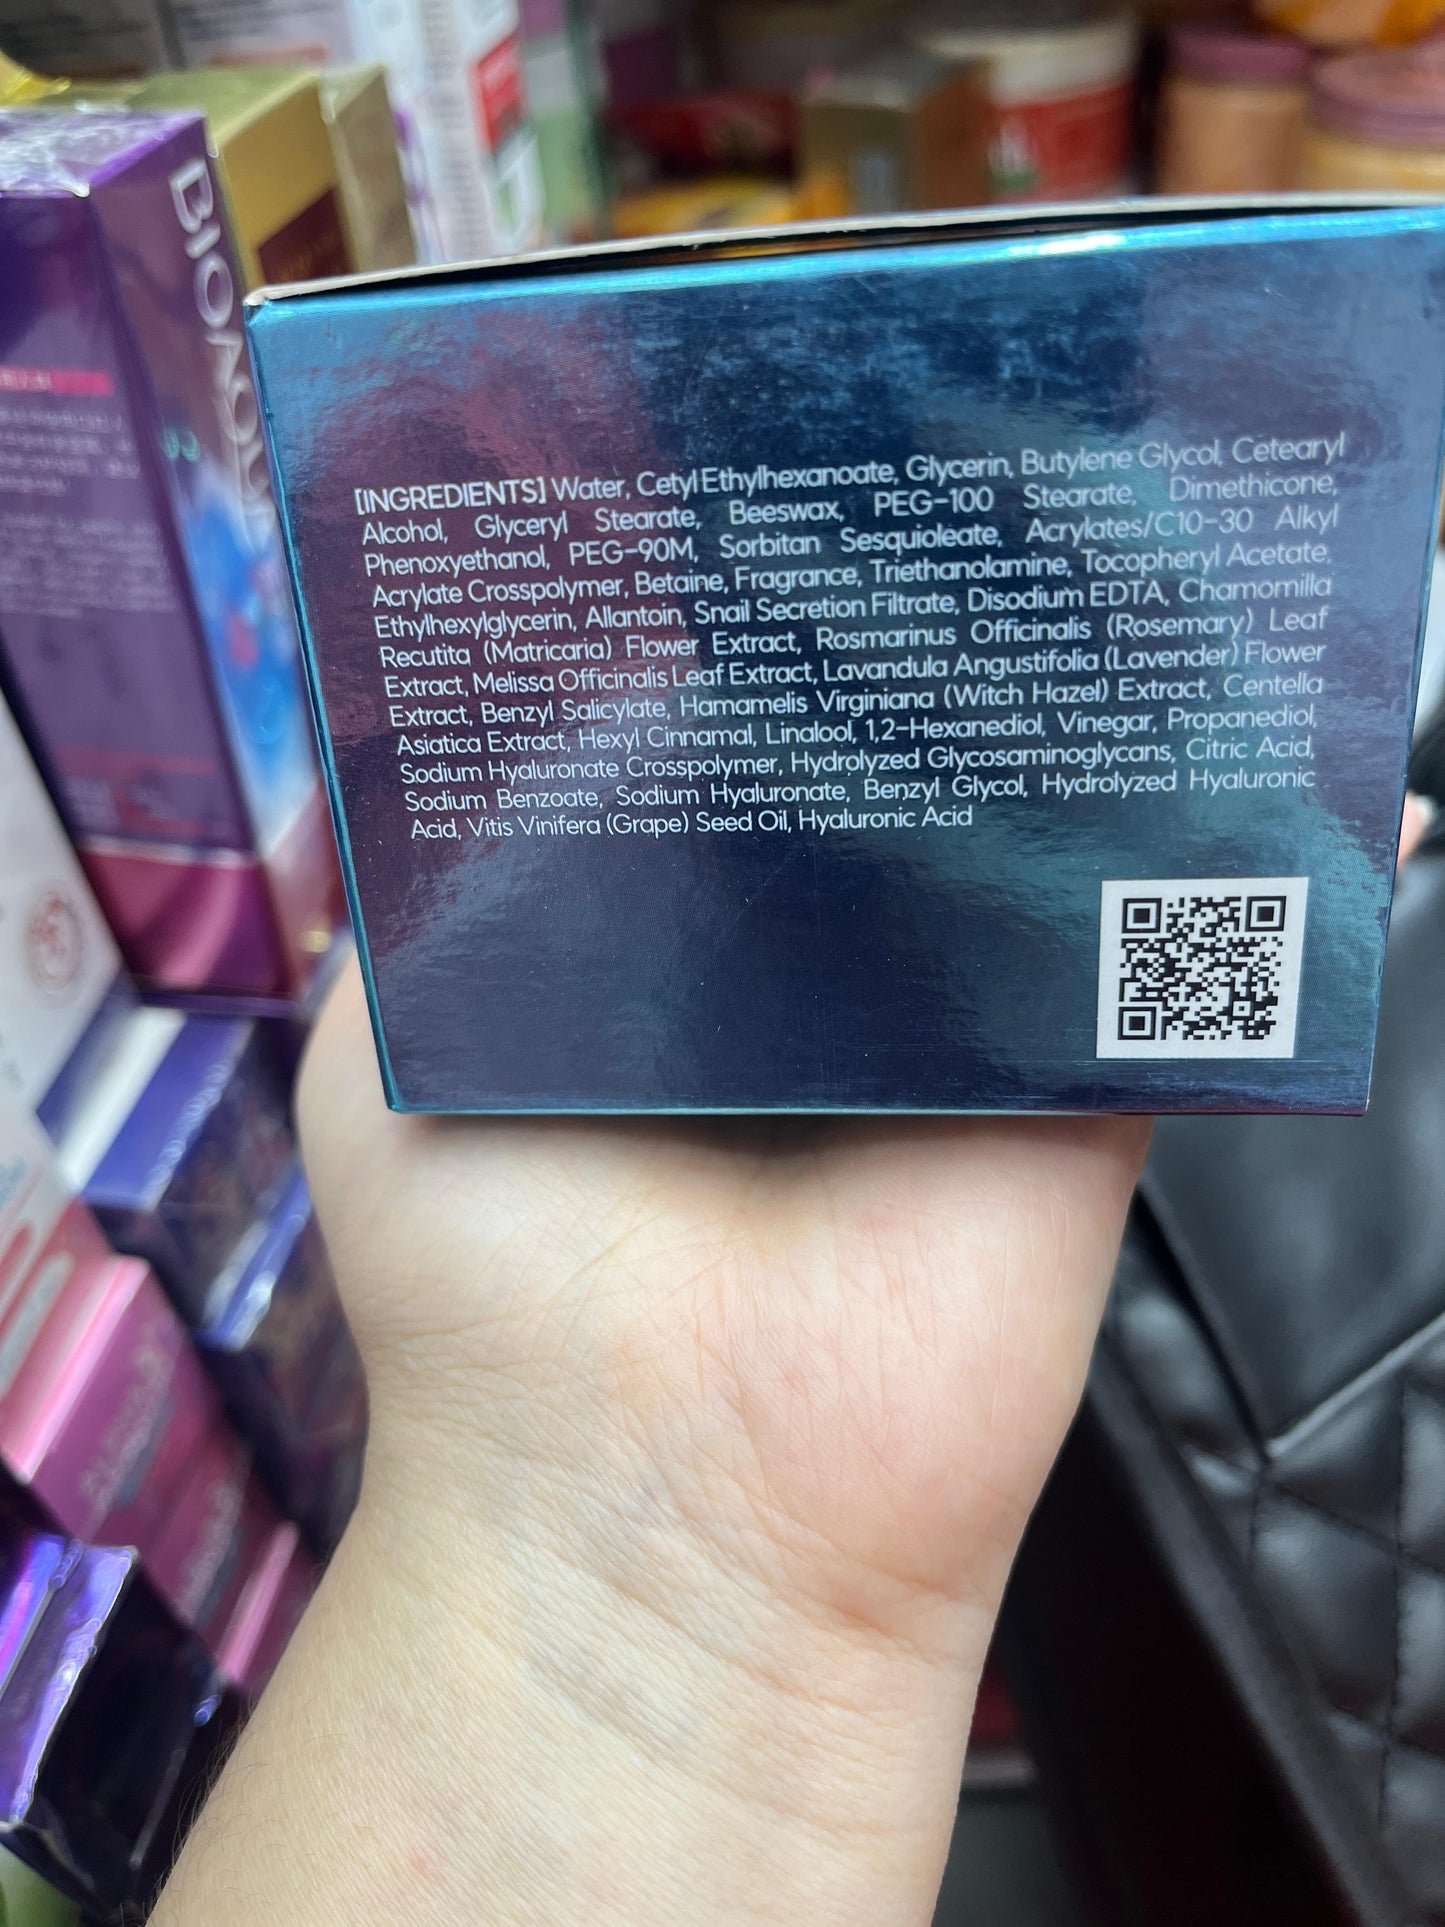 BIOAQU
[INGREDIENTS] Water, Cetyl Ethylhexanoate, Glycerin, Butylene Glycol, Cetearyl
Alcohol, Glyceryl Stearate, Beeswax, PEG-100 Stearate, Dimethicone,
Phenoxyethanol, PEG-90M, Sorbitan Sesquioleate, Acrylates/C10-30 Alkyl
Acrylate Crosspolymer, Betaine, Fragrance, Triethanolamine, Tocopheryl Acetate,
Ethylhexylglycerin, Allantoin, Snail Secretion Filtrate, Disodium EDTA, Chamomilla
Recutita (Matricaria) Flower Extract, Rosmarinus Officinalis (Rosemary) Leaf
Extract, Melissa Officinalis Leaf Extract, Lavandula Angustifolia (Lavender) Flower
Extract, Benzyl Salicylate, Hamamelis Virginiana (Witch Hazel) Extract, Centella
Asiatica Extract, Hexyl Cinnamal, Linalool, 1,2-Hexanediol, Vinegar, Propanediol,
Sodium Hyaluronate Crosspolymer, Hydrolyzed Glycosaminoglycans, Citric Acid,
Sodium Benzoate, Sodium Hyaluronate, Benzyl Glycol, Hydrolyzed Hyaluronic
Acid, Vitis Vinifera (Grape) Seed Oil, Hyaluronic Acid